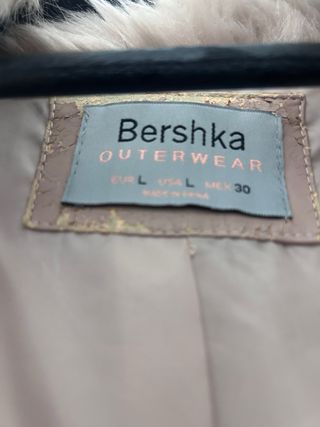 Bershka
OUTERWEAR
EUR L USA L MEX 30
MADE IN CHINA